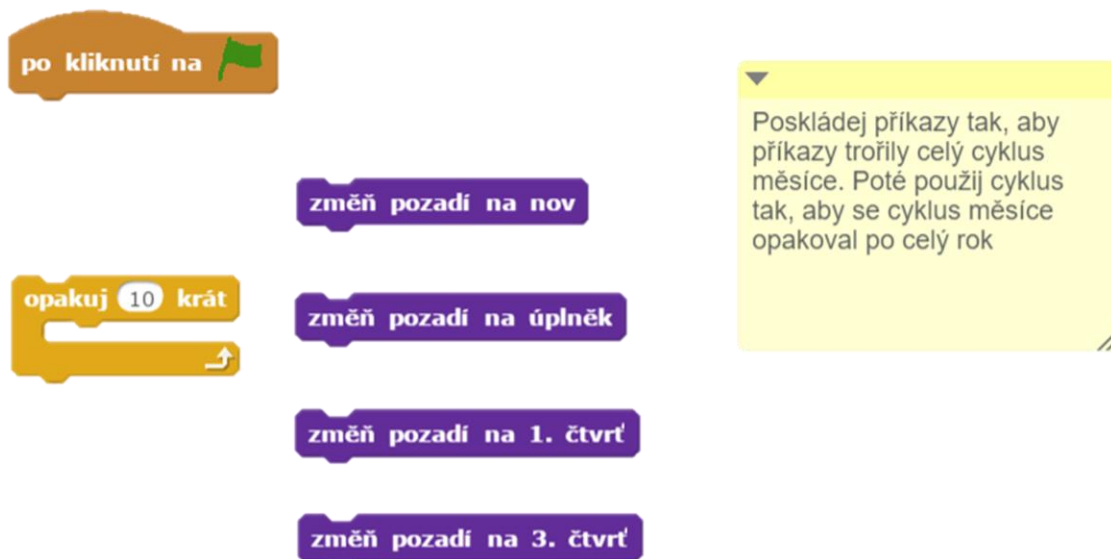 po kliknutí na
změň pozadí na nov
opakuj 10 krát
změň pozadí na úplněk
změň pozadí na 1. čtvrť
změň pozadí na 3. čtvrť
Poskládej příkazy tak, aby
příkazy trořily celý cyklus
měsíce. Poté použij cyklus
tak, aby se cyklus měsíce
opakoval po celý rok